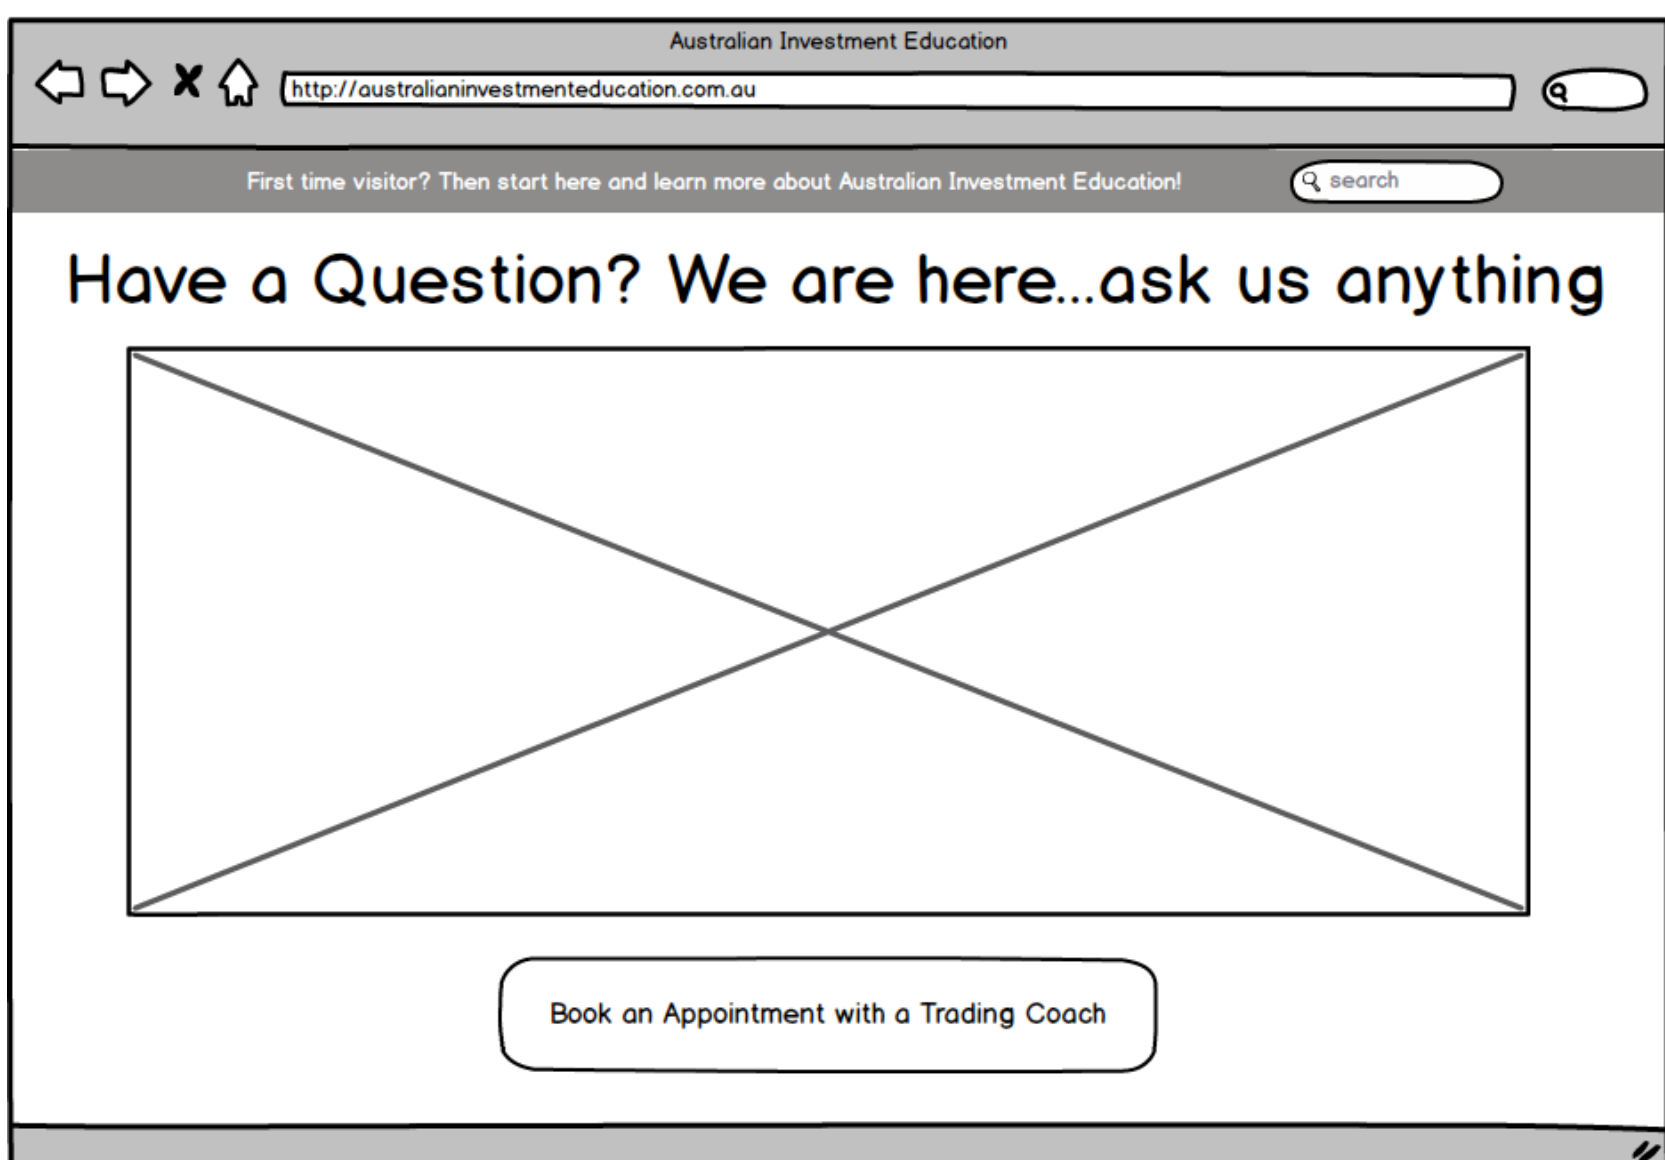 Australian Investment Education
http://australianinvestmenteducation.com.au
First time visitor? Then start here and learn more about Australian Investment Education!
search
Have a Question? We are here...ask us anything
Book an Appointment with a Trading Coach